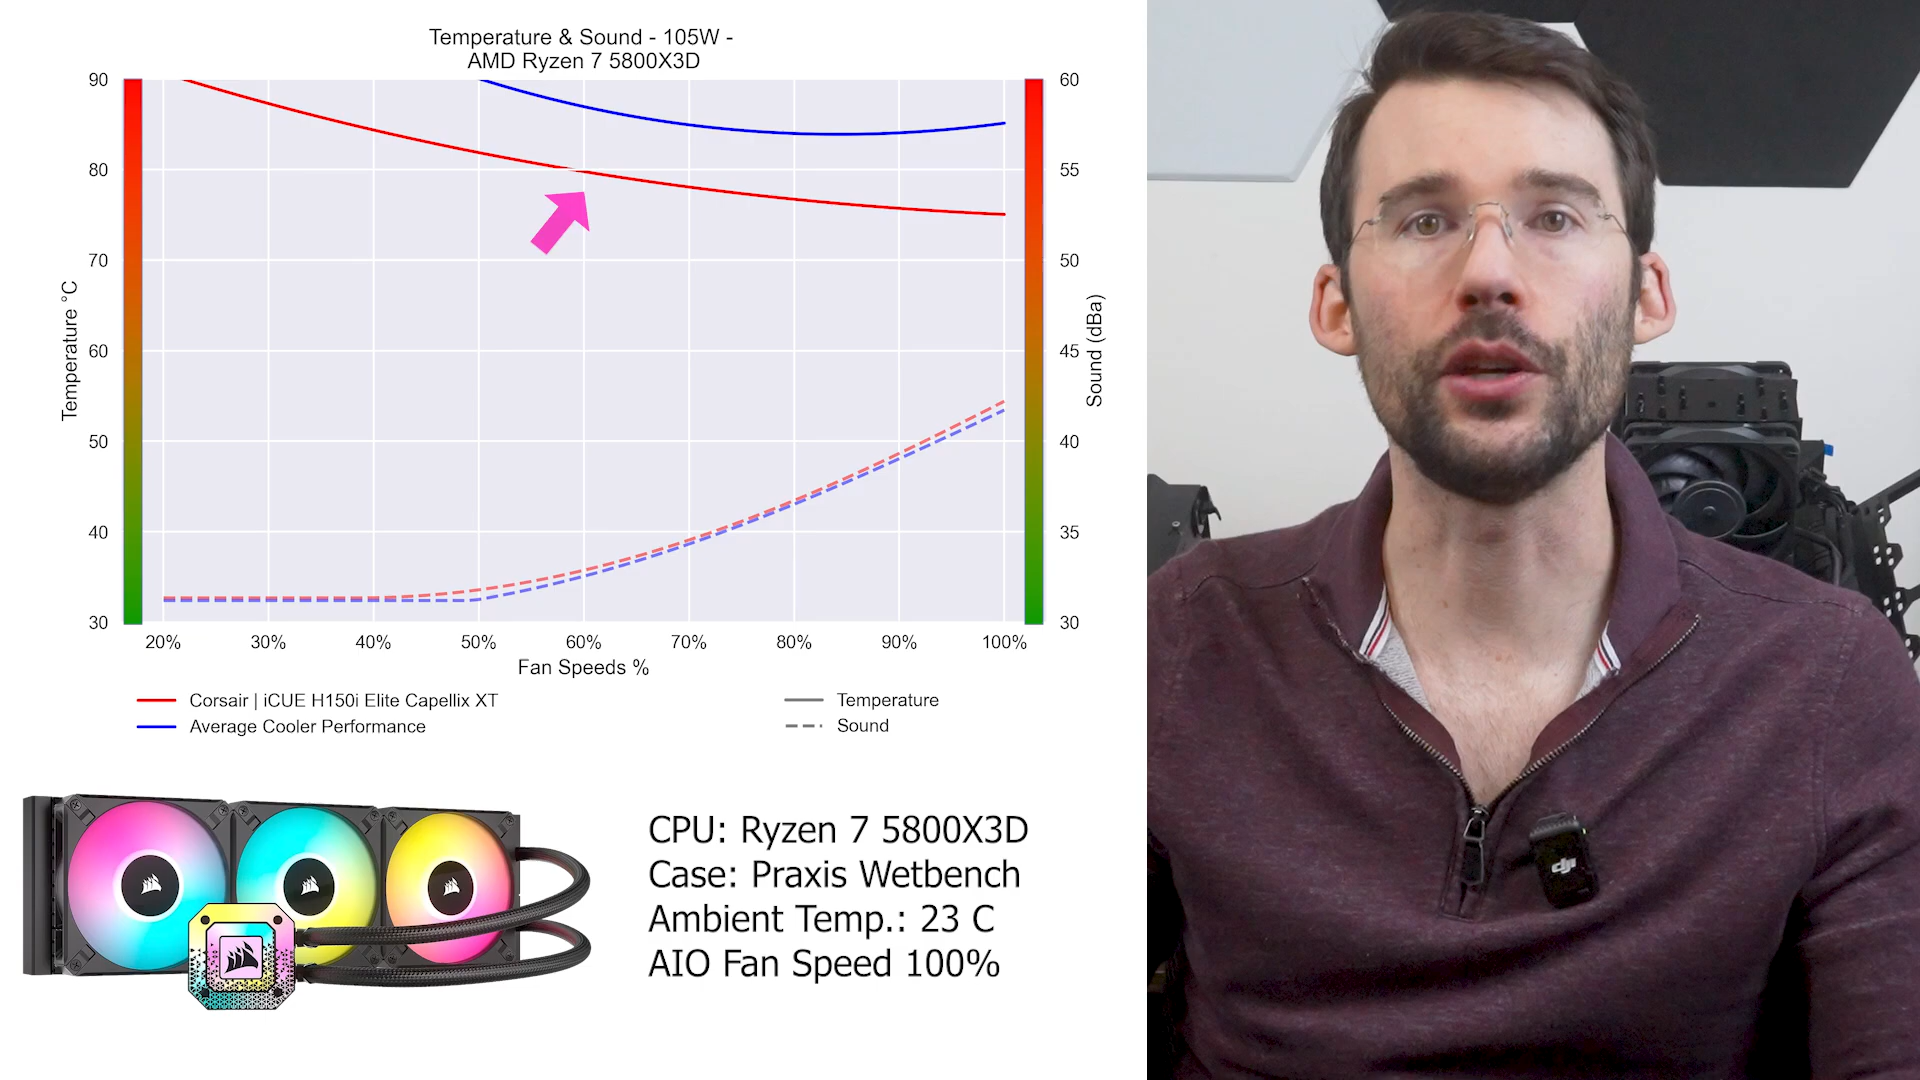 Temperature & Sound - 105W -
AMD Ryzen 7 5800X3D
90
80
70
60
50
40
30
Temperature °C
60
55
50
45
40
35
30
Sound (dBa)
20% 30% 40% 50% 60% 70% 80% 90% 100%
Fan Speeds %
Corsair | iCUE H150i Elite Capellix XT
Average Cooler Performance
Temperature
Sound
CPU: Ryzen 7 5800X3D
Case: Praxis Wetbench
Ambient Temp.: 23 C
AIO Fan Speed 100%
dji